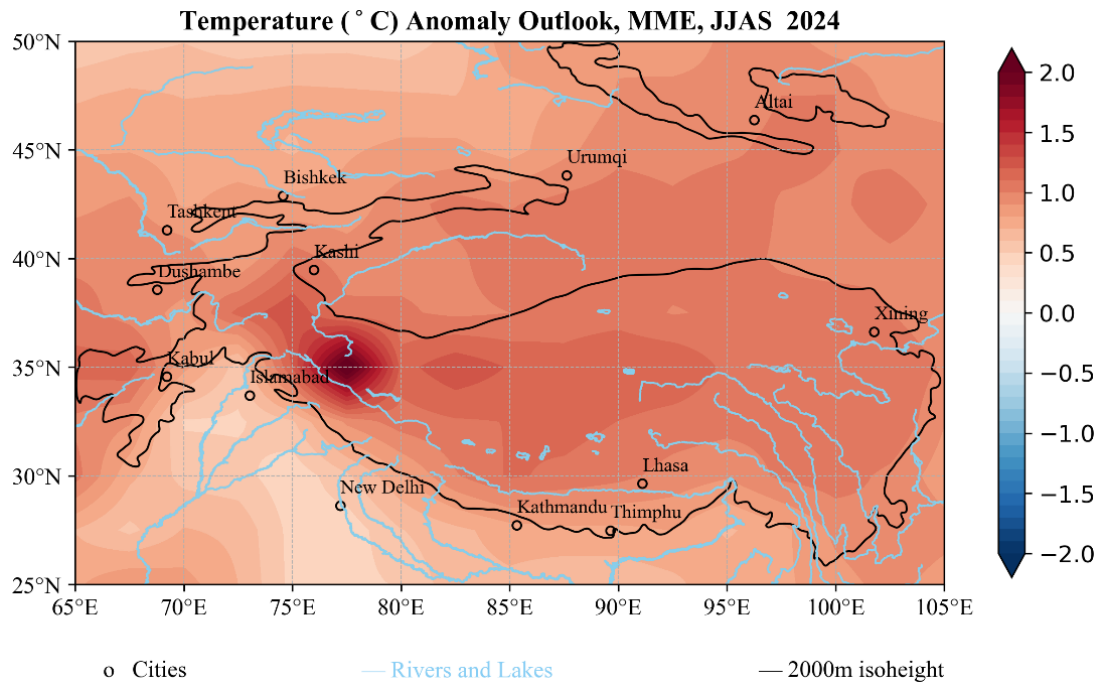 Temperature ( ° C) Anomaly Outlook, MME, JJAS 2024
50°N
45°N
40°N
35°N
30°N
25°N
Altai
Urumqi
Bishkek
Tashkent
Kashi
Dushambe
Xining
Kabul
Islamabad
Lhasa
New Delhi
Kathmandu
Thimphu
65°E 70°E 75°E 80°E 85°E 90°E 95°E 100°E 105°E
2.0
1.5
1.0
0.5
0.0
−0.5
−1.0
−1.5
−2.0
Cities
Rivers and Lakes
2000m isoheight